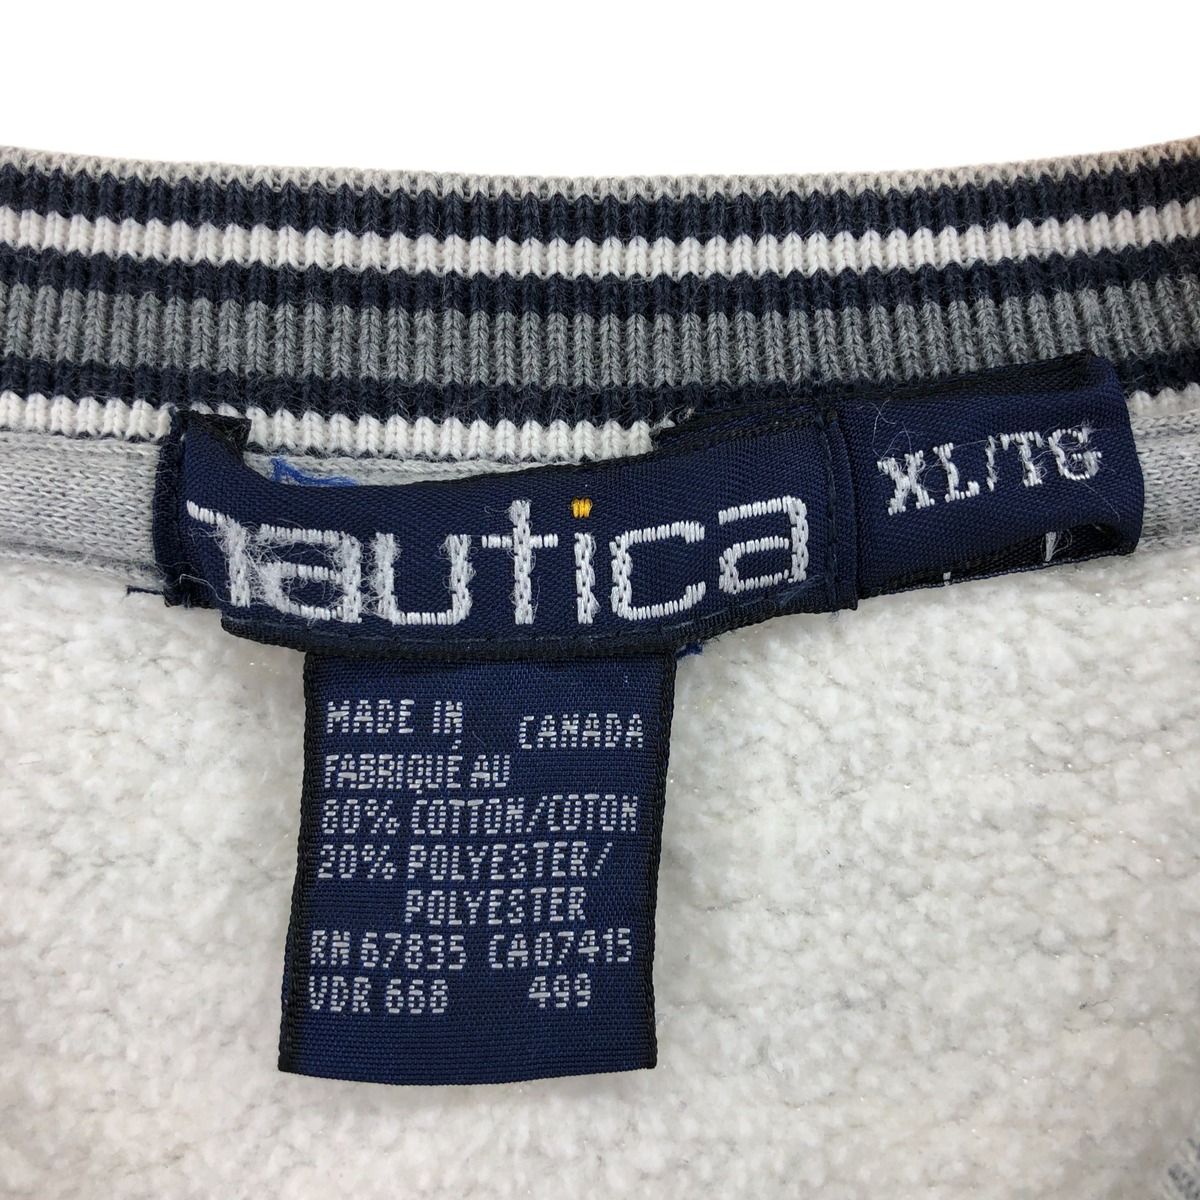 nautica
XL/TG
MADE IN CANADA
FABRIQUÉ AU
80% COTTON/COTON
20% POLYESTER/
POLYESTER
RN 67835 CA07415
VDR 668 499